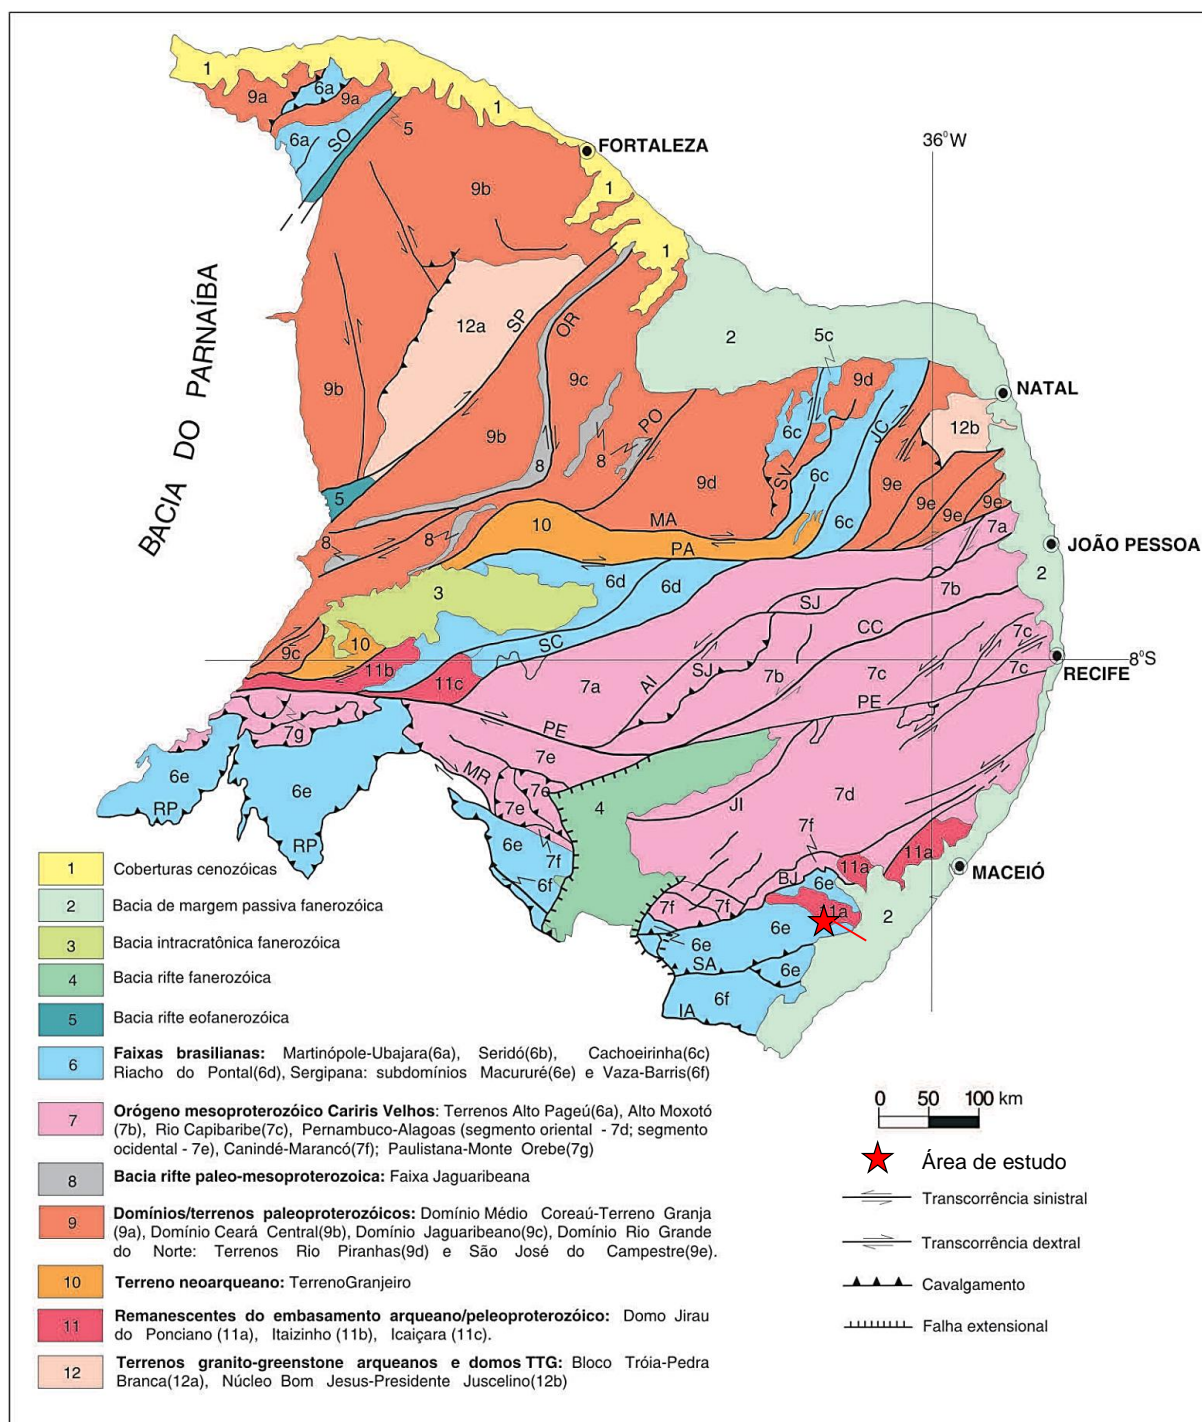 1
6a
9a
9a
5
FORTALEZA
36°W
6a
SO
1
9b
1
BACIA DO PARNAÍBA
12a
SP
OR
2
5c
9b
9c
9d
NATAL
PO
6c
JC
12b
9b
8
8
SV
6c
9e
9d
5
9e
9e
9e
10
MA
6c
7a
8
8
PA
JOÃO PESSOA
3
6d
6d
7b
2
SJ
10
SC
CC
7c
9c
11b
8°S
11c
7a
AI
SJ
7b
7c
7c
RECIFE
PE
7g
PE
7e
6e
MR
7e
6e
7e
4
7d
RP
JI
RP
6e
7f
7f
11a
11a
6f
BJ
6e
MACEIÓ
7f
7f
11a
2
6e
6e
SA
6e
IA
6f
1 Coberturas cenozóicas
2 Bacia de margem passiva fanerozóica
3 Bacia intracratônica fanerozóica
4 Bacia rifte fanerozóica
5 Bacia rifte eofanerozóica
6 Faixas brasilianas: Martinópole-Ubajara(6a), Seridó(6b), Cachoeirinha(6c)
Riacho do Pontal(6d), Sergipana: subdomínios Macururé(6e) e Vaza-Barris(6f)
7 Orógeno mesoproterozóico Cariris Velhos: Terrenos Alto Pageú(6a), Alto Moxotó
(7b), Rio Capibaribe(7c), Pernambuco-Alagoas (segmento oriental - 7d; segmento
ocidental - 7e), Canindé-Marancó(7f); Paulistana-Monte Orebe(7g)
8 Bacia rifte paleo-mesoproterozoica: Faixa Jaguaribeana
9 Domínios/terrenos paleoproterozóicos: Domínio Médio Coreaú-Terreno Granja
(9a), Domínio Ceará Central(9b), Domínio Jaguaribeano(9c), Domínio Rio Grande
do Norte: Terrenos Rio Piranhas(9d) e São José do Campestre(9e).
10 Terreno neoarqueano: TerrenoGranjeiro
11 Remanescentes do embasamento arqueano/peleoproterozóico: Domo Jirau
do Ponciano (11a), Itaizinho (11b), Icaiçara (11c).
12 Terrenos granito-greenstone arqueanos e domos TTG: Bloco Tróia-Pedra
Branca(12a), Núcleo Bom Jesus-Presidente Juscelino(12b)
0 50 100 km
Área de estudo
Transcorrência sinistral
Transcorrência dextral
Cavalgamento
Falha extensional